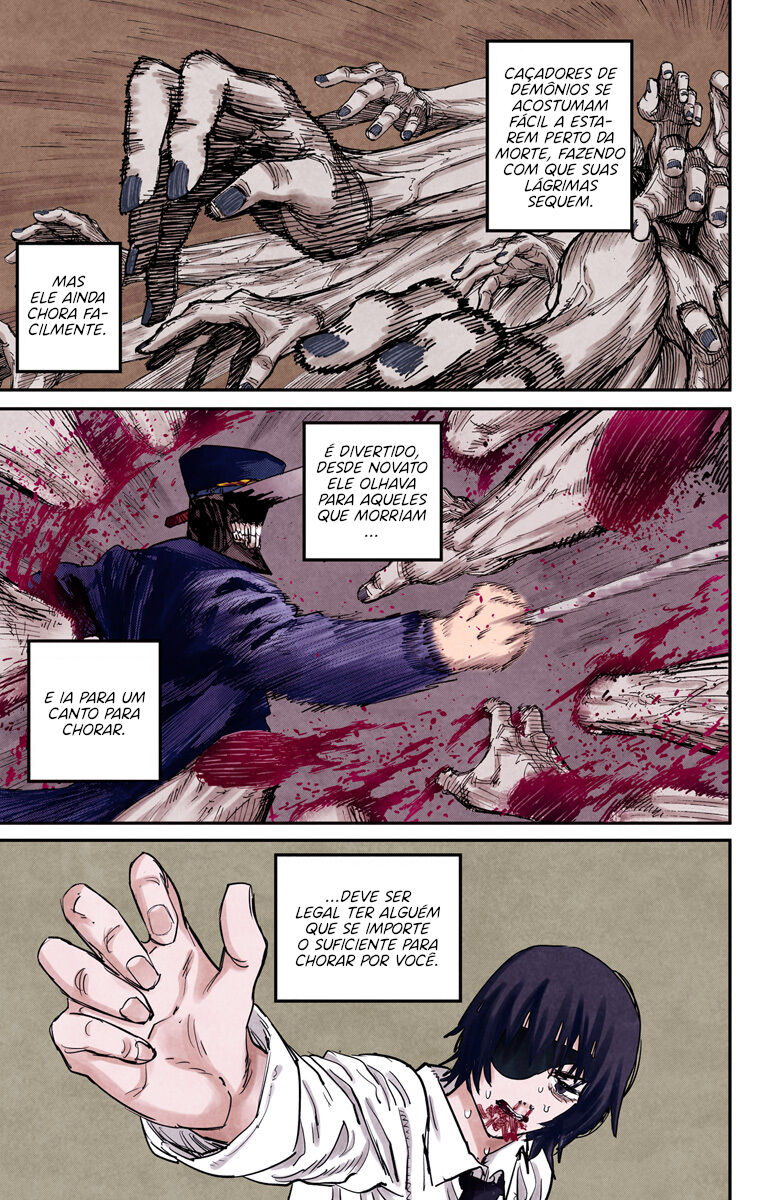 CAÇADORES DE
DEMÔNIOS SE
ACOSTUMAM
FÁCIL A ESTA-
REM PERTO DA
MORTE, FAZENDO
COM QUE SUAS
LÁGRIMAS
SEQUEM.
MAS
ELE AINDA
CHORA FA-
CILMENTE.
É DIVERTIDO,
DESDE NOVATO
ELE OLHAVA
PARA AQUELES
QUE MORRIAM
...
E IA PARA UM
CANTO PARA
CHORAR.
...DEVE SER
LEGAL TER ALGUÉM
QUE SE IMPORTE
O SUFICIENTE PARA
CHORAR POR VOCÊ.